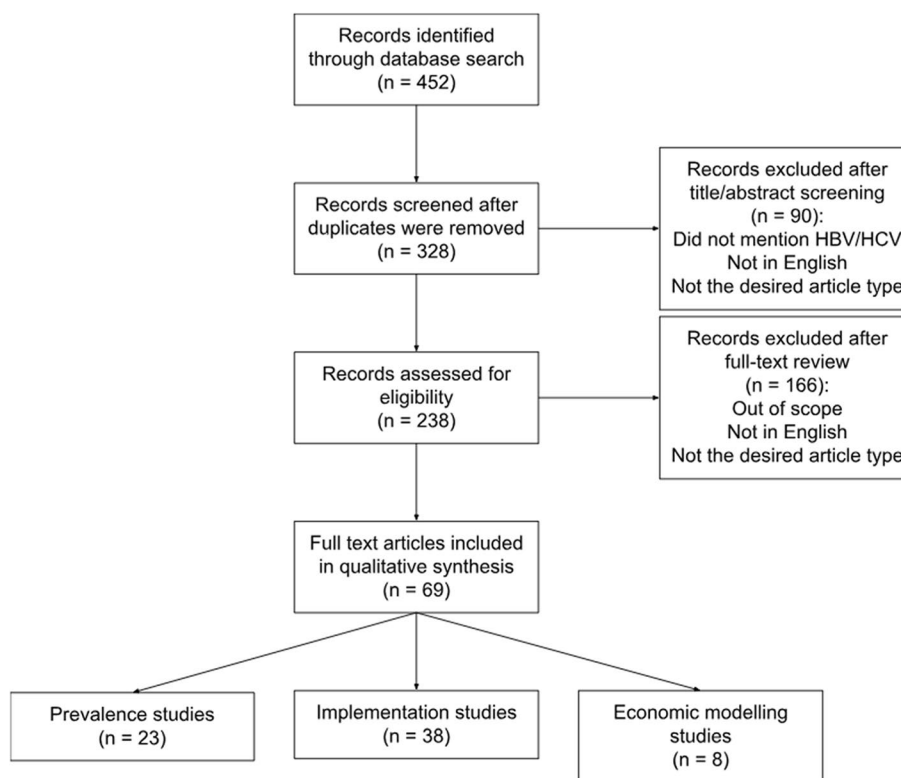 Records identified
through database search
(n = 452)
Records screened after
duplicates were removed
(n = 328)
Records excluded after
title/abstract screening
(n = 90):
Did not mention HBV/HCV
Not in English
Not the desired article type
Records assessed for
eligibility
(n = 238)
Records excluded after
full-text review
(n = 166):
Out of scope
Not in English
Not the desired article type
Full text articles included
in qualitative synthesis
(n = 69)
Prevalence studies
(n = 23)
Implementation studies
(n = 38)
Economic modelling
studies
(n = 8)